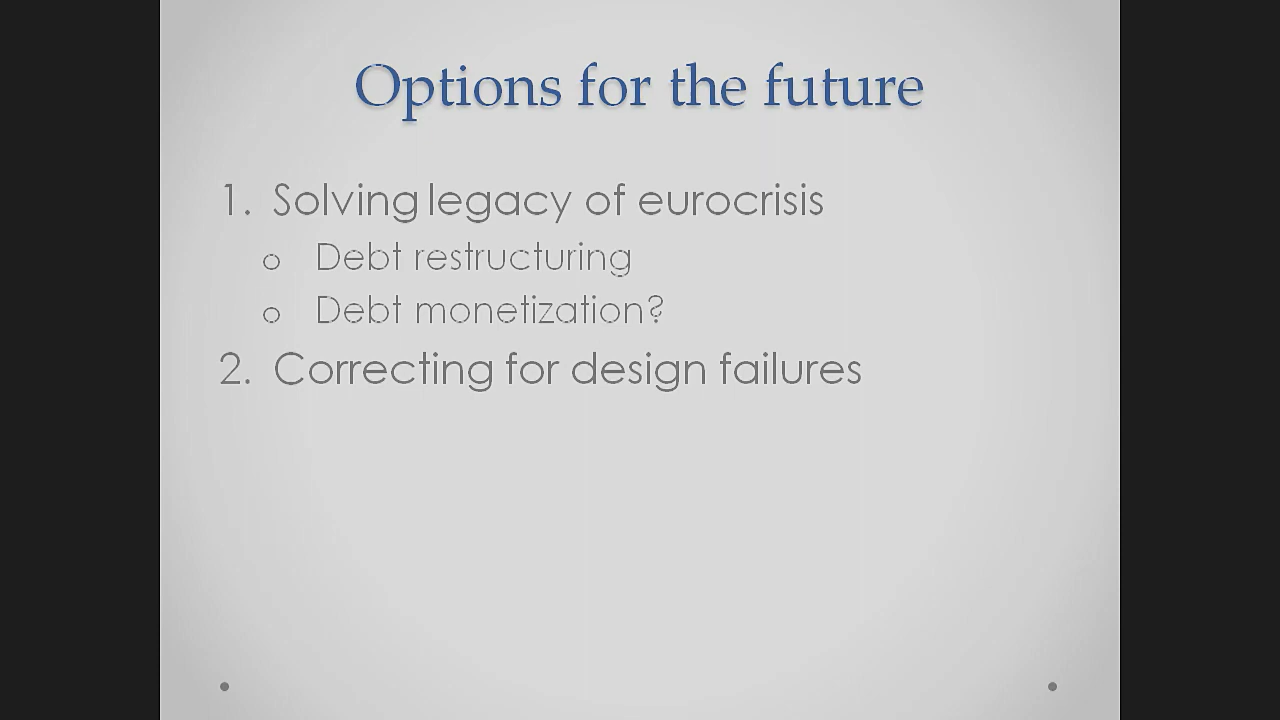 Options for the future
1. Solving legacy of eurocrisis
o Debt restructuring
o Debt monetization?
2. Correcting for design failures